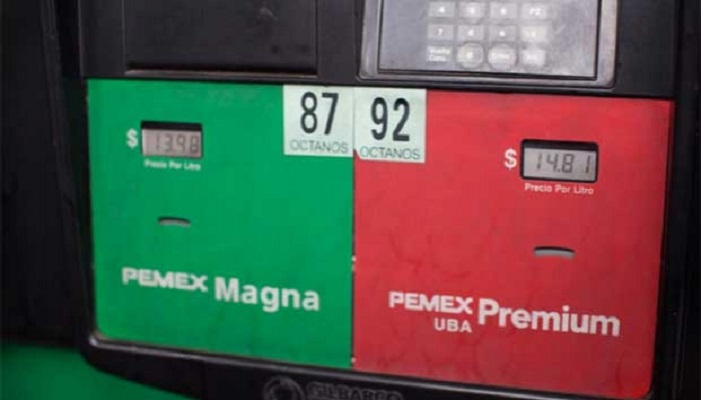 87
OCTANOS
92
OCTANOS
$ 13.98
Precio Por Litro
$ 14.81
Precio Por Litro
PEMEX Magna
PEMEX Premium
UBA
GILBARCO